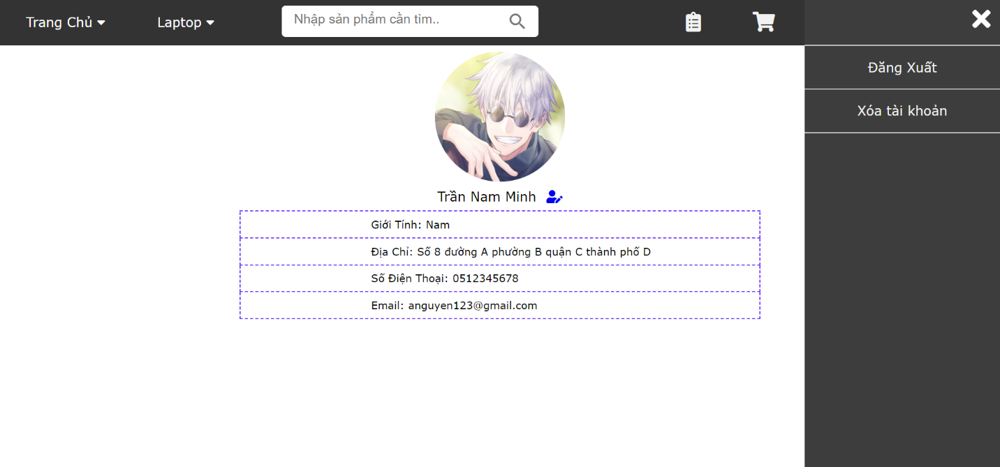 Trang Chủ
Laptop
Nhập sản phẩm cần tìm..
Đăng Xuất
Xóa tài khoản
Trần Nam Minh
Giới Tính: Nam
Địa Chỉ: Số 8 đường A phường B quận C thành phố D
Số Điện Thoại: 0512345678
Email: anguyen123@gmail.com